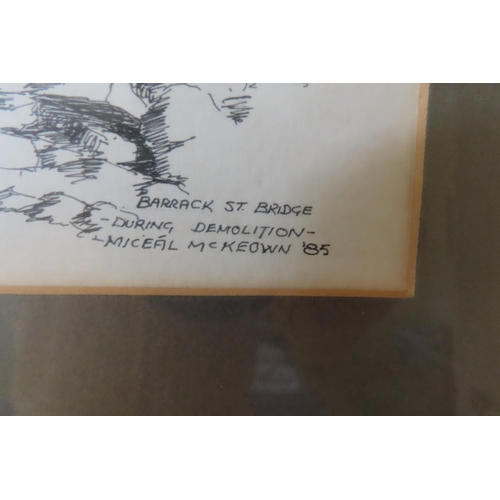 BARRACK ST. BRIDGE
-DURING DEMOLITION-
-MICEÁL MCKEOWN '85